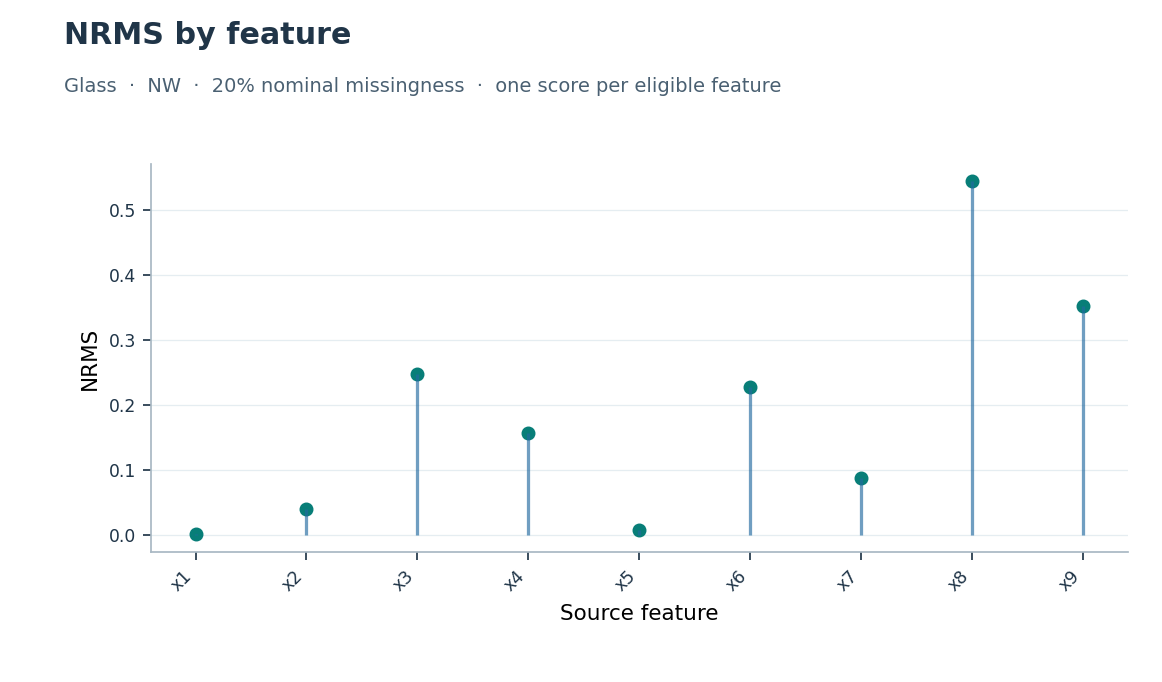 NRMS by feature
Glass · NW · 20% nominal missingness · one score per eligible feature
NRMS
0.5
0.4
0.3
0.2
0.1
0.0
x1 x2 x3 x4 x5 x6 x7 x8 x9
Source feature